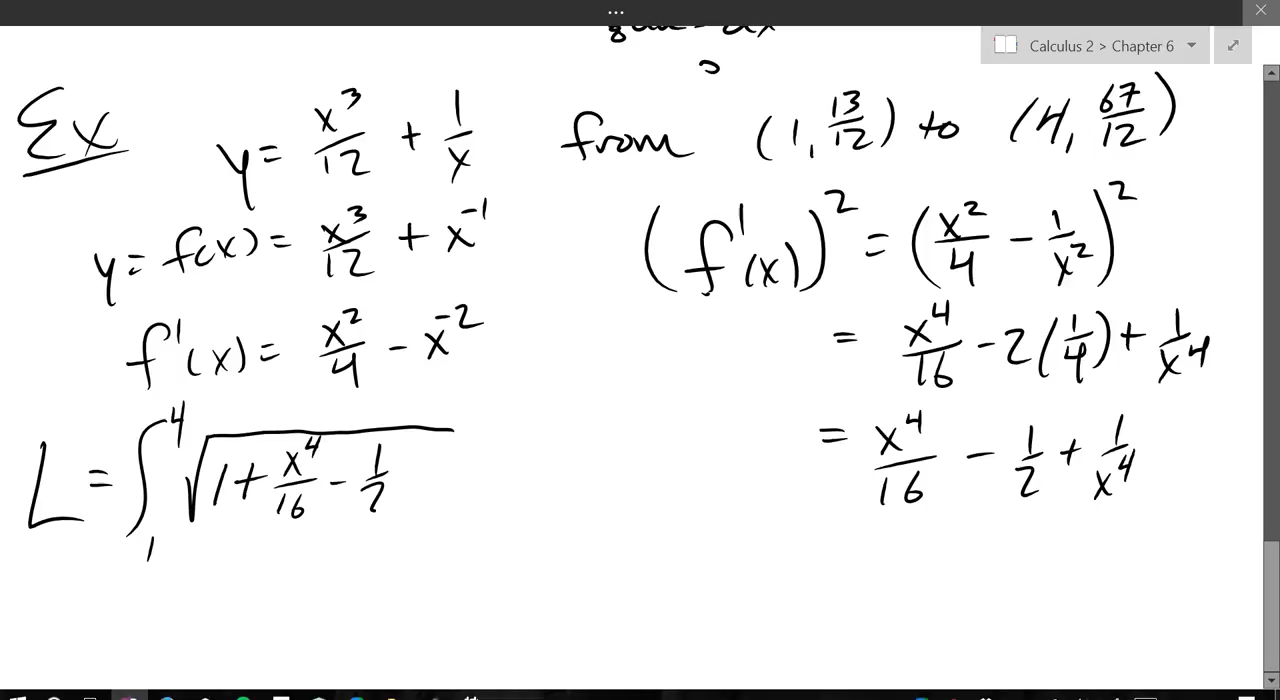 Calculus 2 > Chapter 6
Ex y = x³/12 + 1/x from (1, 13/12) to (4, 67/12)
y = f(x) = x³/12 + x⁻¹
(f'(x))² = (x²/4 - 1/x²)²
f'(x) = x²/4 - x⁻²
= x⁴/16 - 2(1/4) + 1/x⁴
L = ∫₁⁴ √(1 + x⁴/16 - 1/2
= x⁴/16 - 1/2 + 1/x⁴